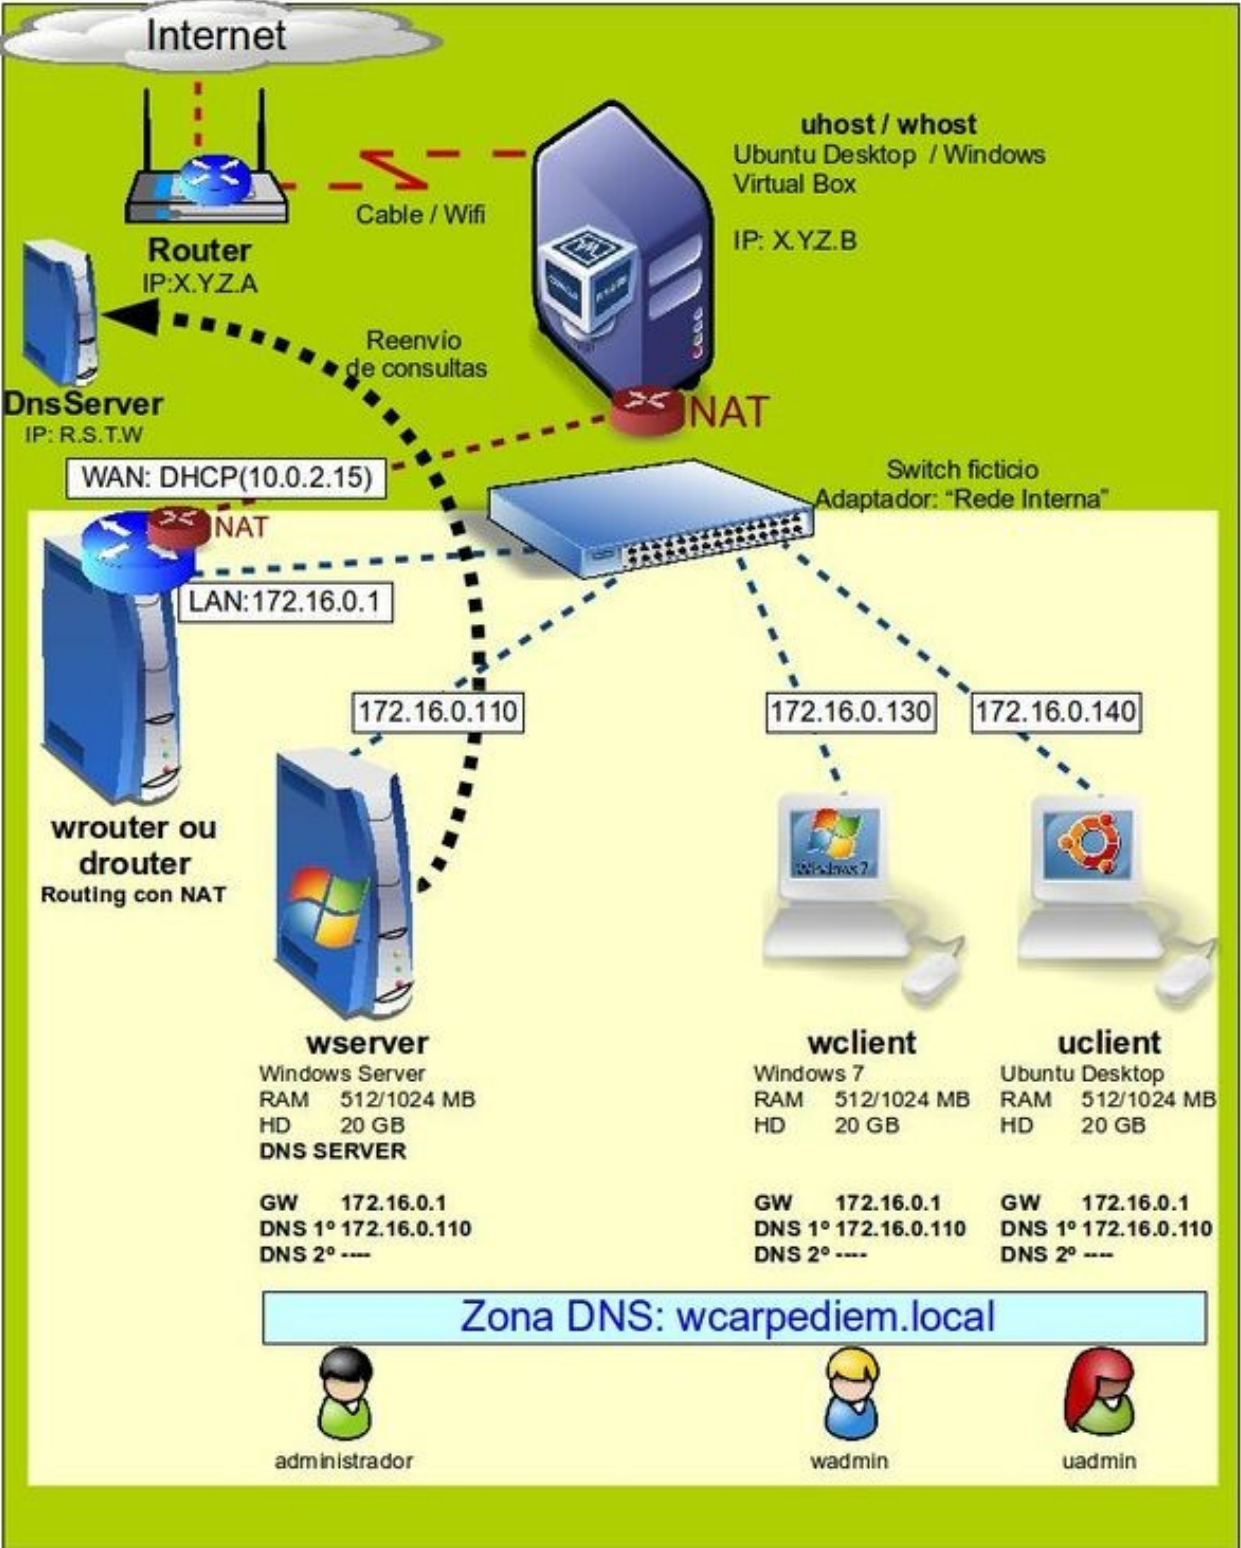 Internet
uhost / whost
Ubuntu Desktop / Windows
Virtual Box
IP: X.Y.Z.B
Cable / Wifi
Router
IP:X.Y.Z.A
Reenvío
de consultas
DnsServer
IP: R.S.T.W
NAT
WAN: DHCP(10.0.2.15)
Switch ficticio
Adaptador: “Rede Interna”
NAT
LAN:172.16.0.1
172.16.0.110
172.16.0.130
172.16.0.140
wrouter ou
drouter
Routing con NAT
Windows 7
wserver
Windows Server
RAM 512/1024 MB
HD 20 GB
DNS SERVER
GW 172.16.0.1
DNS 1º 172.16.0.110
DNS 2º ----
wclient
Windows 7
RAM 512/1024 MB
HD 20 GB
GW 172.16.0.1
DNS 1º 172.16.0.110
DNS 2º ----
uclient
Ubuntu Desktop
RAM 512/1024 MB
HD 20 GB
GW 172.16.0.1
DNS 1º 172.16.0.110
DNS 2º ----
Zona DNS: wcarpediem.local
administrador
wadmin
uadmin